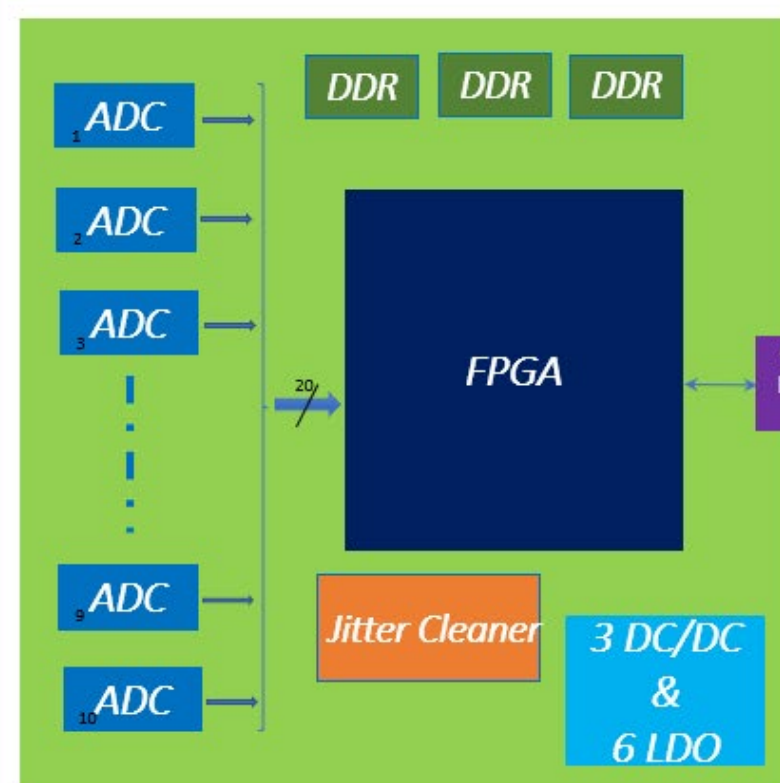 DDR DDR DDR
1 ADC
2 ADC
3 ADC
20
FPGA
9 ADC
10 ADC
Jitter Cleaner
3 DC/DC
&
6 LDO